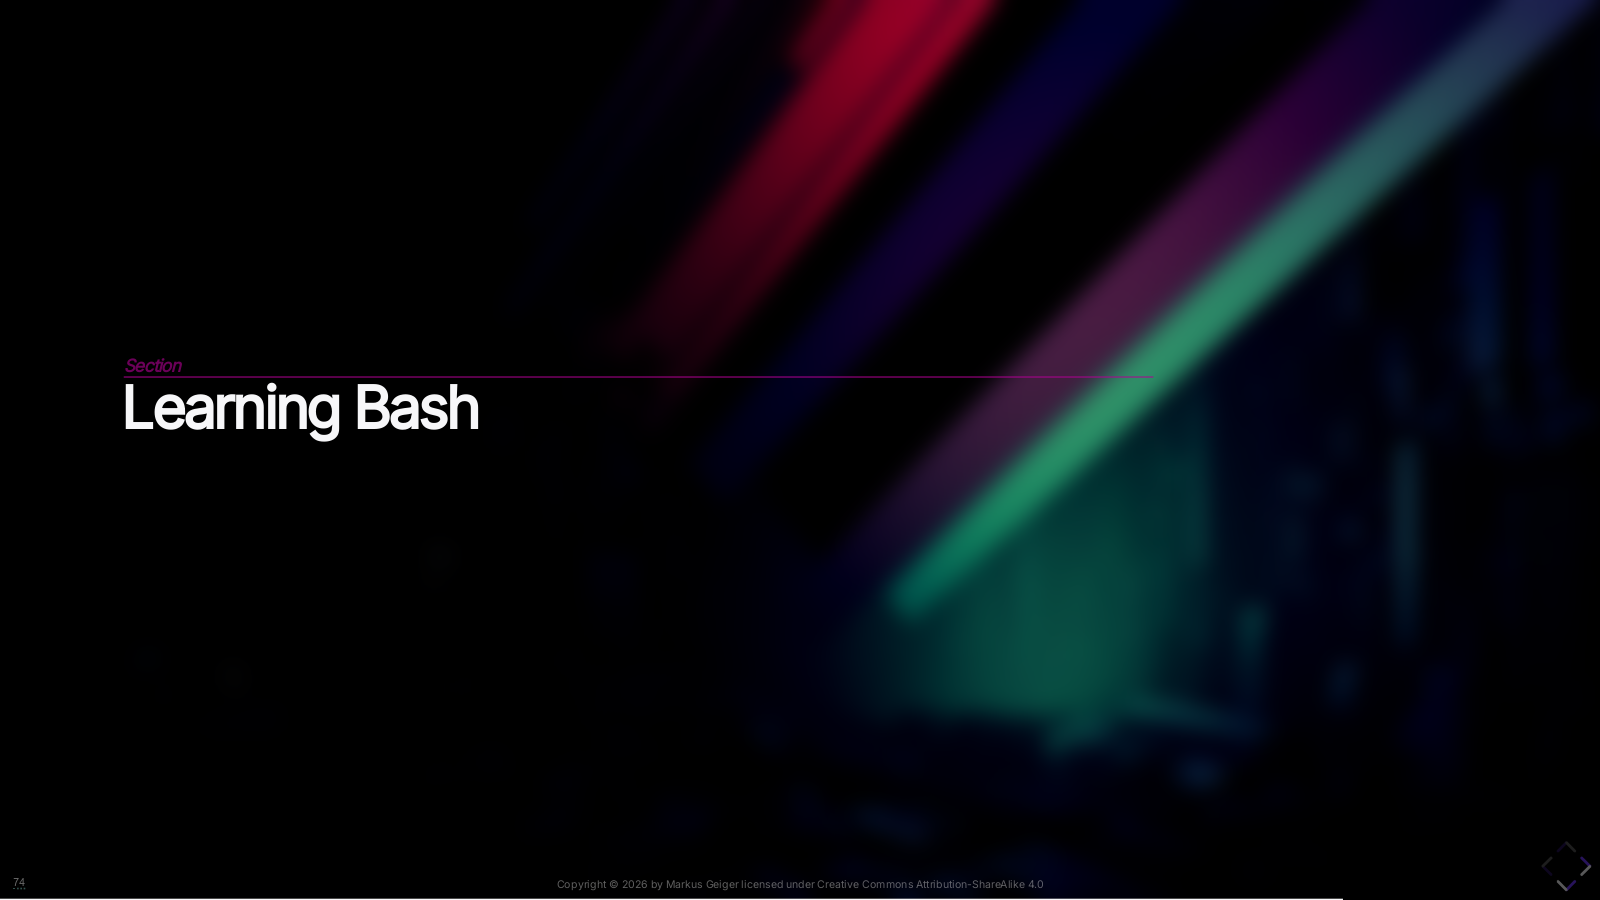 Section
Learning Bash
74
Copyright © 2026 by Markus Geiger licensed under Creative Commons Attribution-ShareAlike 4.0